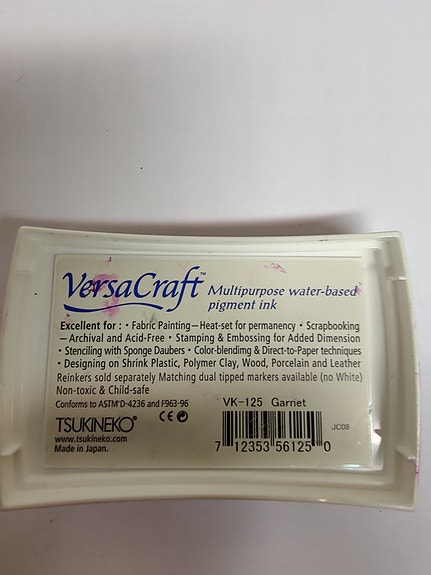 VersaCraft™ Multipurpose water-based
pigment ink
Excellent for : • Fabric Painting—Heat-set for permanency • Scrapbooking
—Archival and Acid-Free • Stamping & Embossing for Added Dimension
• Stenciling with Sponge Daubers • Color-blending & Direct-to-Paper techniques
• Designing on Shrink Plastic, Polymer Clay, Wood, Porcelain and Leather
Reinkers sold separately Matching dual tipped markers available (no White)
Non-toxic & Child-safe
Conforms to ASTM D-4236 and F963-96
VK-125 Garnet
TSUKINEKO® CE
www.tsukineko.com
Made in Japan.
JC08
7 12353 56125 0